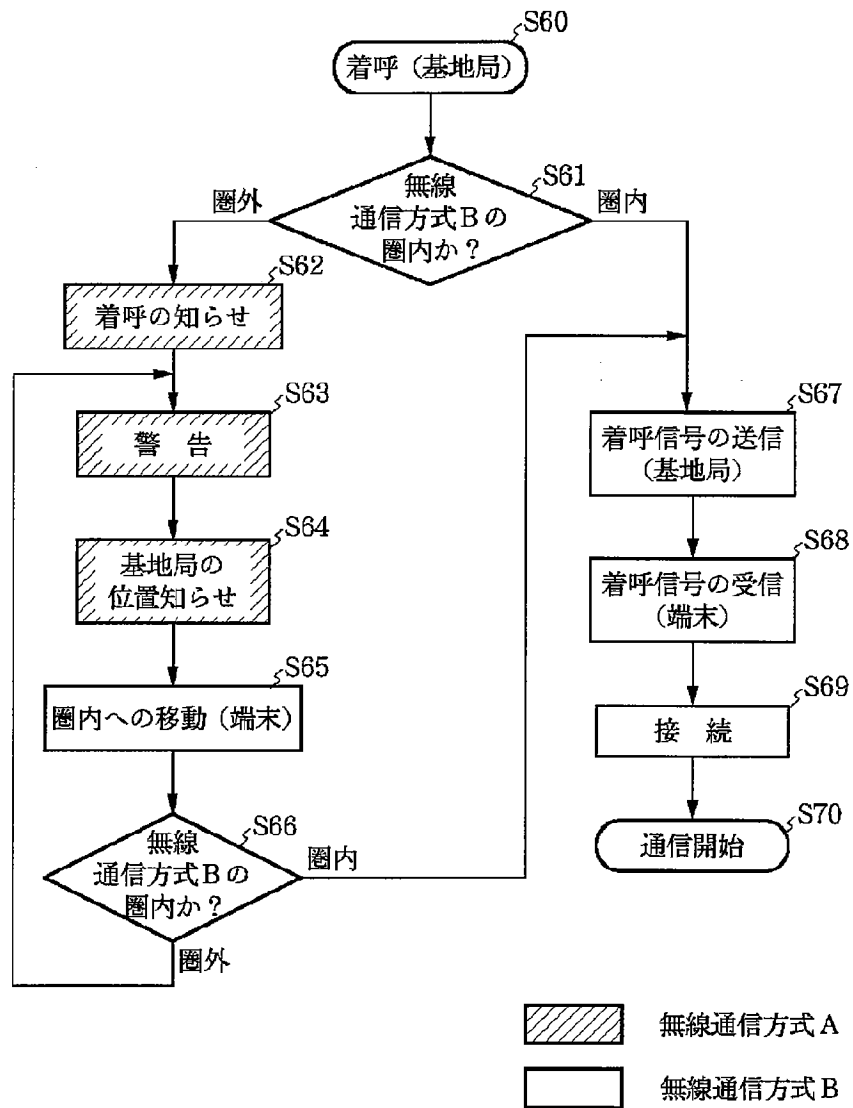 S60
着呼（基地局）
S61
無線
通信方式Bの
圏内か？
圏外
圏内
S62
着呼の知らせ
S63
警 告
S64
基地局の
位置知らせ
S65
圏内への移動（端末）
S66
無線
通信方式Bの
圏内か？
圏内
圏外
S67
着呼信号の送信
（基地局）
S68
着呼信号の受信
（端末）
S69
接 続
S70
通信開始
無線通信方式A
無線通信方式B